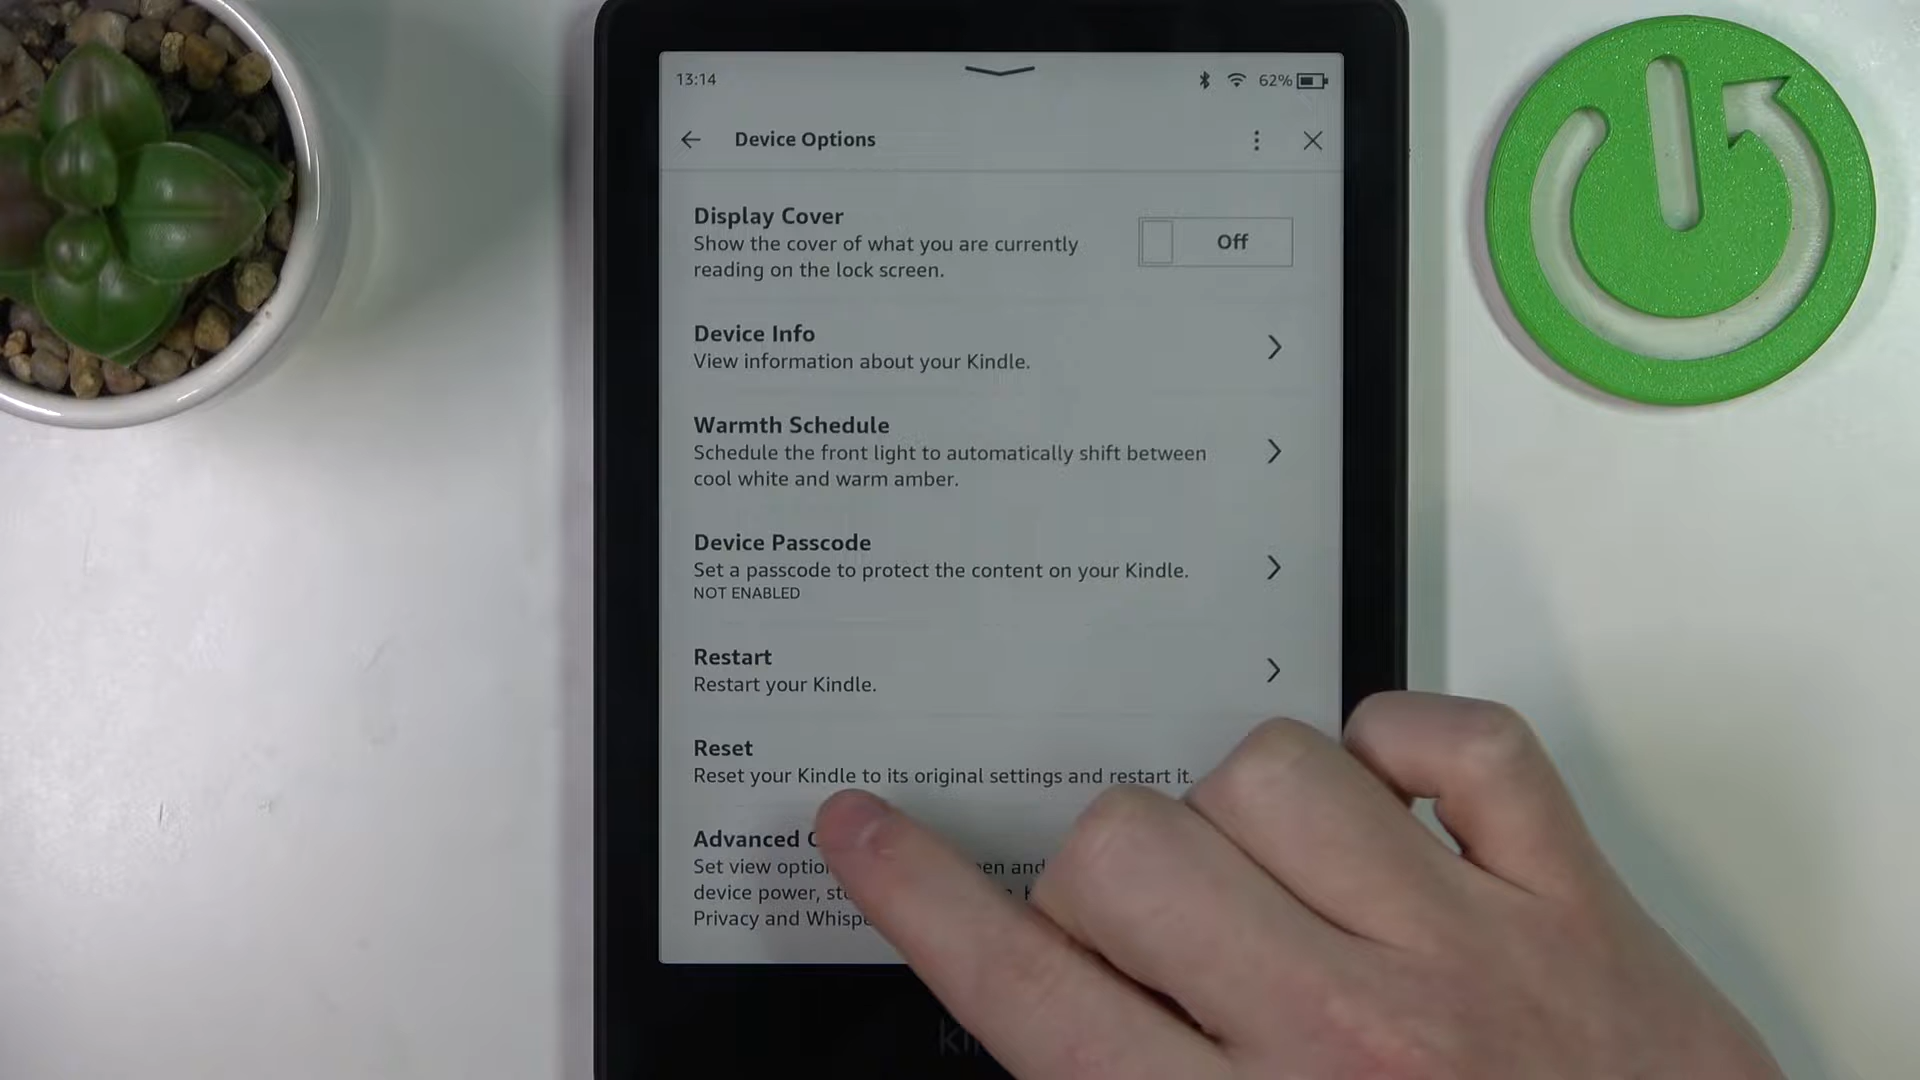 13:14
62%
Device Options
Display Cover
Show the cover of what you are currently
reading on the lock screen.
Off
Device Info
View information about your Kindle.
Warmth Schedule
Schedule the front light to automatically shift between
cool white and warm amber.
Device Passcode
Set a passcode to protect the content on your Kindle.
NOT ENABLED
Restart
Restart your Kindle.
Reset
Reset your Kindle to its original settings and restart it.
Advanced
Set view and
device power,
Privacy and